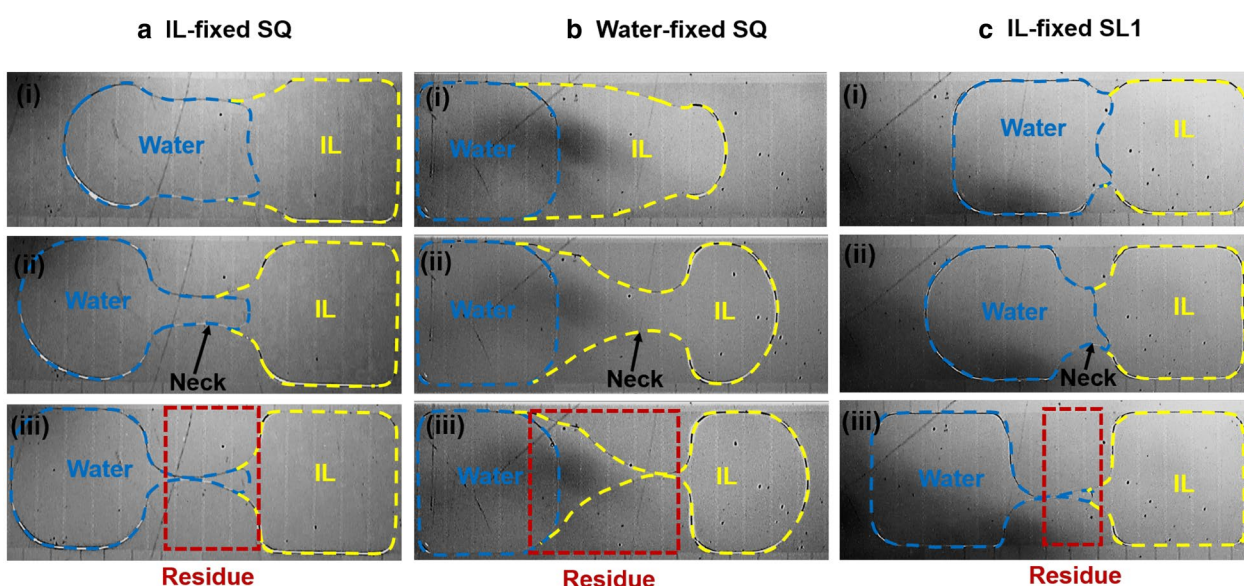 a IL-fixed SQ
b Water-fixed SQ
c IL-fixed SL1
(i)
Water
IL
(i)
Water
IL
(i)
Water
IL
(ii)
Water
IL
Neck
(ii)
Water
IL
Neck
(ii)
Water
IL
Neck
(iii)
Water
IL
(iii)
Water
IL
(iii)
Water
IL
Residue
Residue
Residue